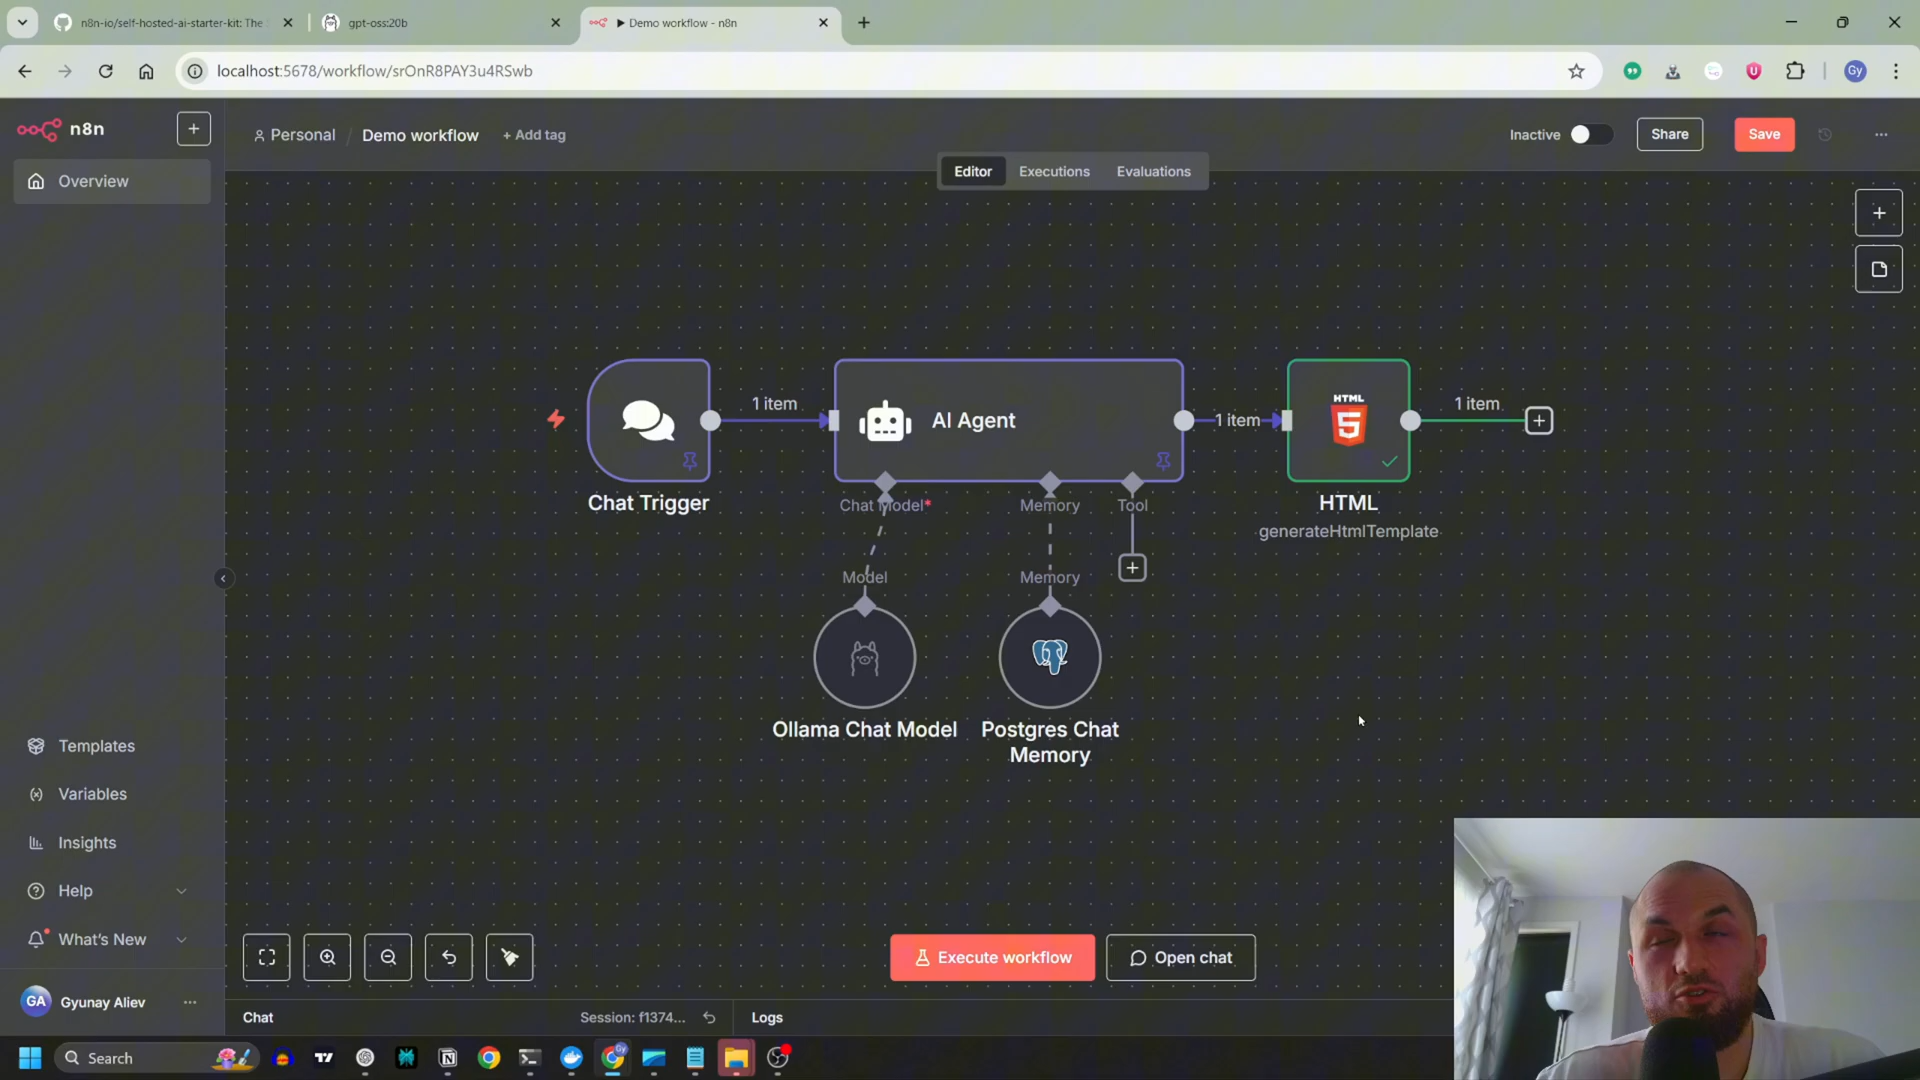 n8n-io/self-hosted-ai-starter-kit: The
gpt-oss:20b
▶ Demo workflow - n8n
localhost:5678/workflow/srOnR8PAY3u4RSwb
Gy
n8n
Personal / Demo workflow + Add tag
Inactive
Share
Save
Editor
Executions
Evaluations
Overview
1 item
AI Agent
1 item
HTML
1 item
Chat Trigger
Chat Model*
Memory
Tool
HTML
generateHtmlTemplate
Model
Memory
Ollama Chat Model
Postgres Chat
Memory
Templates
Variables
Insights
Help
What's New
GA
Gyunay Aliev
Execute workflow
Open chat
Chat
Session: f1374...
Logs
Search